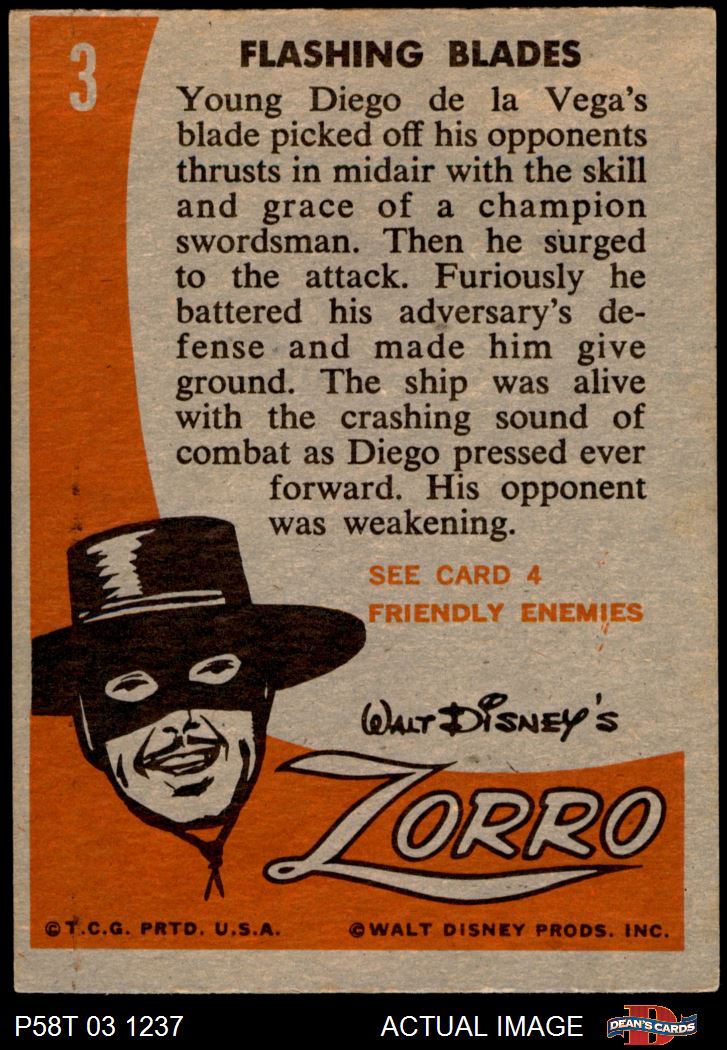 3
FLASHING BLADES
Young Diego de la Vega's
blade picked off his opponents
thrusts in midair with the skill
and grace of a champion
swordsman. Then he surged
to the attack. Furiously he
battered his adversary's de-
fense and made him give
ground. The ship was alive
with the crashing sound of
combat as Diego pressed ever
forward. His opponent
was weakening.
SEE CARD 4
FRIENDLY ENEMIES
WALT DISNEY'S
ZORRO
©T.C.G. PRTD. U.S.A.
©WALT DISNEY PRODS. INC.
P58T 03 1237
ACTUAL IMAGE
D
DEAN'S CARDS